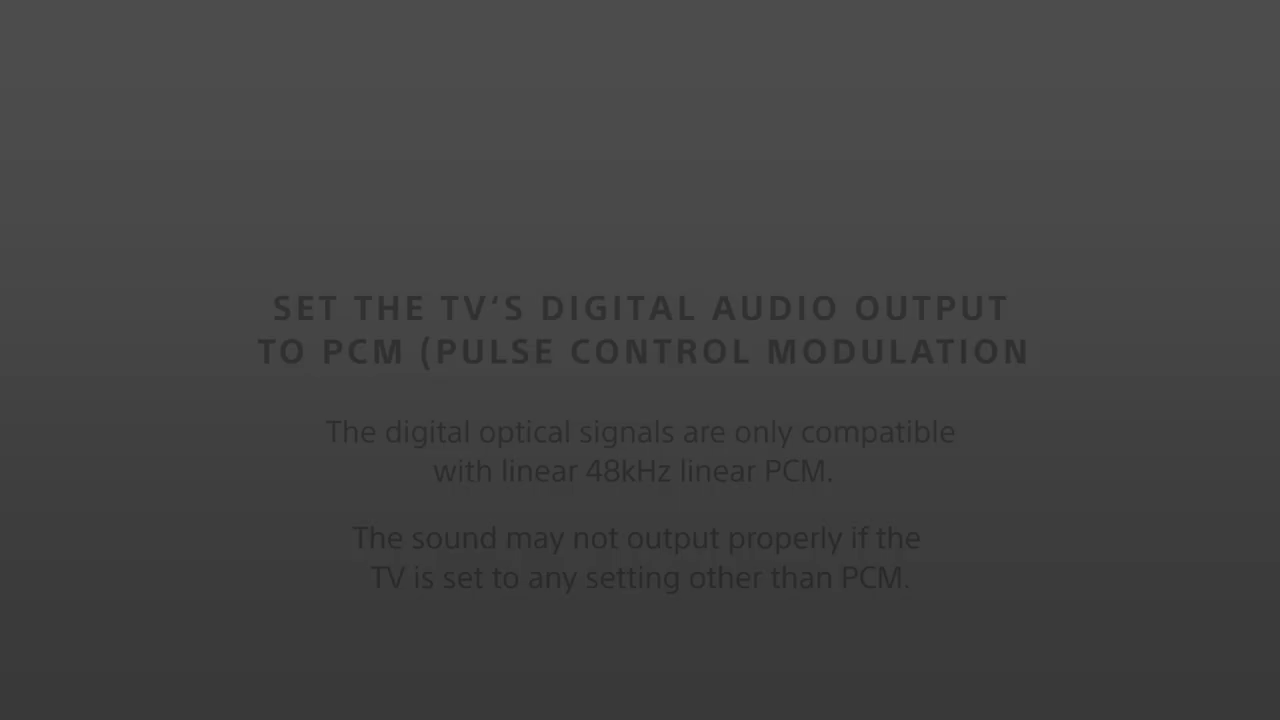 SET THE TV‘S DIGITAL AUDIO OUTPUT
TO PCM (PULSE CONTROL MODULATION
The digital optical signals are only compatible
with linear 48kHz linear PCM.
The sound may not output properly if the
TV is set to any setting other than PCM.